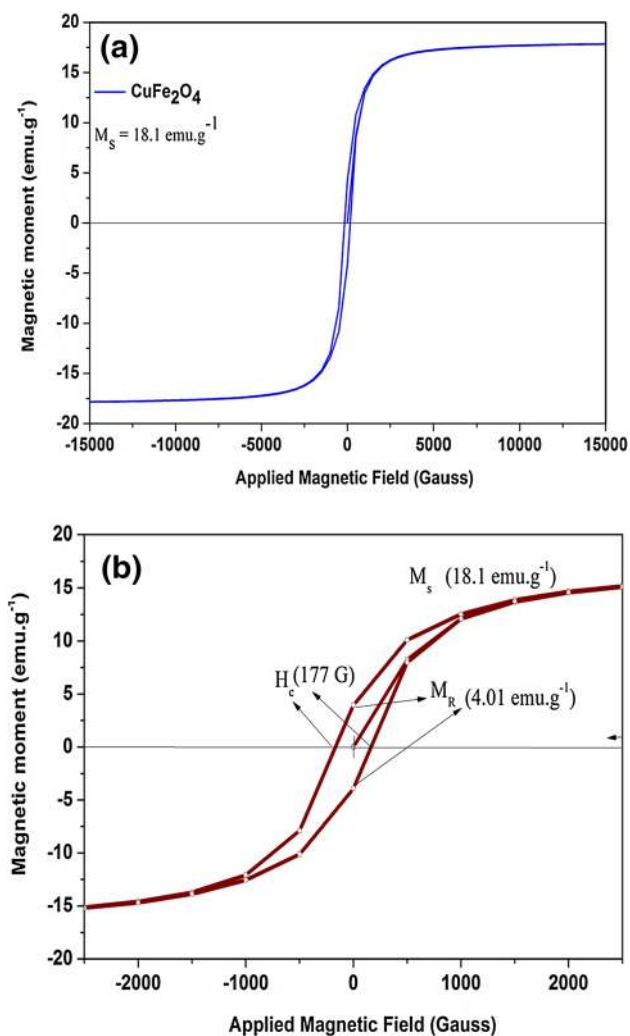 (a)
CuFe2O4
Ms = 18.1 emu.g-1
Magnetic moment (emu.g-1)
20
15
10
5
0
-5
-10
-15
-20
-15000 -10000 -5000 0 5000 10000 15000
Applied Magnetic Field (Gauss)
(b)
Ms (18.1 emu.g-1)
Hc (177 G)
MR (4.01 emu.g-1)
Magnetic moment (emu.g-1)
20
15
10
5
0
-5
-10
-15
-20
-2000 -1000 0 1000 2000
Applied Magnetic Field (Gauss)